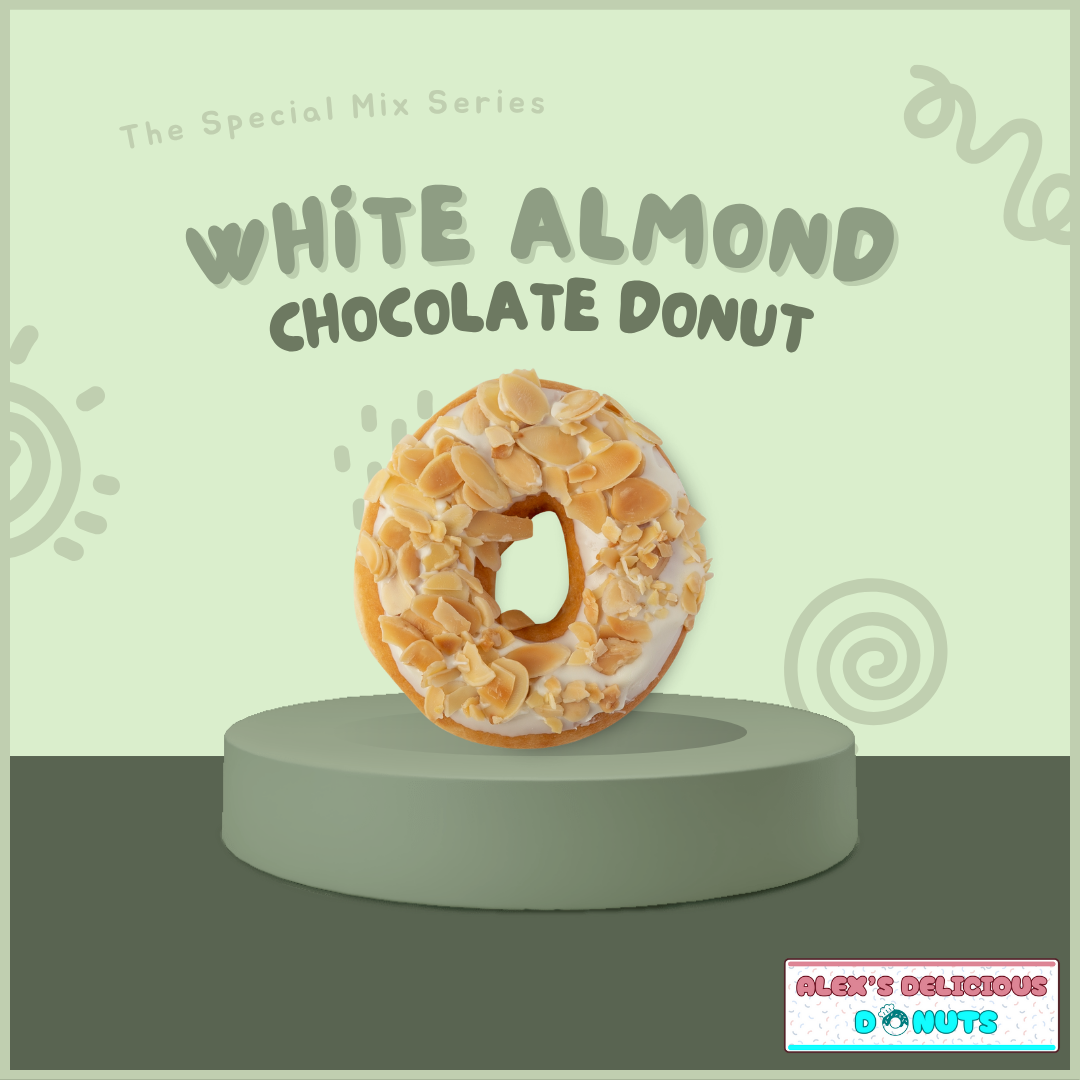 The Special Mix Series
WHiTE ALMOND
CHOCOLATE DONUT
ALEX'S DELICIOUS
DONUTS